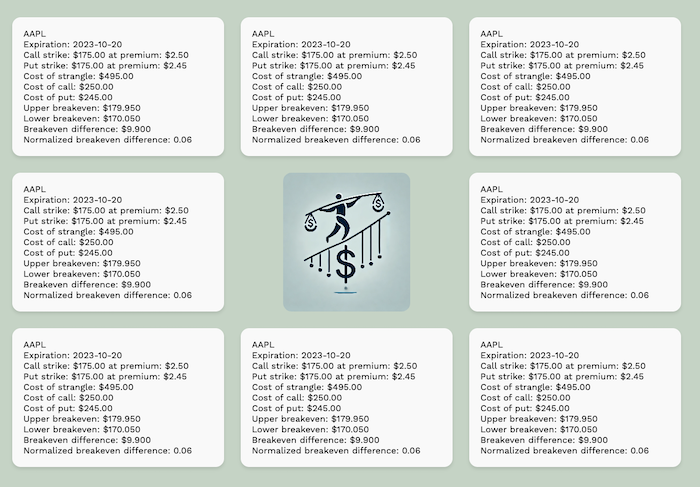 AAPL
Expiration: 2023-10-20
Call strike: $175.00 at premium: $2.50
Put strike: $175.00 at premium: $2.45
Cost of strangle: $495.00
Cost of call: $250.00
Cost of put: $245.00
Upper breakeven: $179.950
Lower breakeven: $170.050
Breakeven difference: $9.900
Normalized breakeven difference: 0.06
AAPL
Expiration: 2023-10-20
Call strike: $175.00 at premium: $2.50
Put strike: $175.00 at premium: $2.45
Cost of strangle: $495.00
Cost of call: $250.00
Cost of put: $245.00
Upper breakeven: $179.950
Lower breakeven: $170.050
Breakeven difference: $9.900
Normalized breakeven difference: 0.06
AAPL
Expiration: 2023-10-20
Call strike: $175.00 at premium: $2.50
Put strike: $175.00 at premium: $2.45
Cost of strangle: $495.00
Cost of call: $250.00
Cost of put: $245.00
Upper breakeven: $179.950
Lower breakeven: $170.050
Breakeven difference: $9.900
Normalized breakeven difference: 0.06
AAPL
Expiration: 2023-10-20
Call strike: $175.00 at premium: $2.50
Put strike: $175.00 at premium: $2.45
Cost of strangle: $495.00
Cost of call: $250.00
Cost of put: $245.00
Upper breakeven: $179.950
Lower breakeven: $170.050
Breakeven difference: $9.900
Normalized breakeven difference: 0.06
$ $
$
AAPL
Expiration: 2023-10-20
Call strike: $175.00 at premium: $2.50
Put strike: $175.00 at premium: $2.45
Cost of strangle: $495.00
Cost of call: $250.00
Cost of put: $245.00
Upper breakeven: $179.950
Lower breakeven: $170.050
Breakeven difference: $9.900
Normalized breakeven difference: 0.06
AAPL
Expiration: 2023-10-20
Call strike: $175.00 at premium: $2.50
Put strike: $175.00 at premium: $2.45
Cost of strangle: $495.00
Cost of call: $250.00
Cost of put: $245.00
Upper breakeven: $179.950
Lower breakeven: $170.050
Breakeven difference: $9.900
Normalized breakeven difference: 0.06
AAPL
Expiration: 2023-10-20
Call strike: $175.00 at premium: $2.50
Put strike: $175.00 at premium: $2.45
Cost of strangle: $495.00
Cost of call: $250.00
Cost of put: $245.00
Upper breakeven: $179.950
Lower breakeven: $170.050
Breakeven difference: $9.900
Normalized breakeven difference: 0.06
AAPL
Expiration: 2023-10-20
Call strike: $175.00 at premium: $2.50
Put strike: $175.00 at premium: $2.45
Cost of strangle: $495.00
Cost of call: $250.00
Cost of put: $245.00
Upper breakeven: $179.950
Lower breakeven: $170.050
Breakeven difference: $9.900
Normalized breakeven difference: 0.06